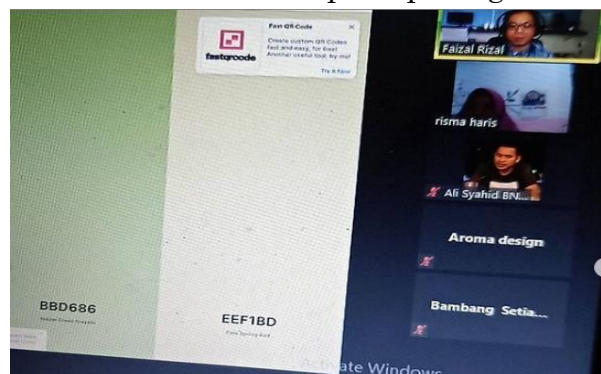 Fast QR Code
Create custom QR Codes
fast and easy, for free!
Another useful tool, by me!
Try it Now
fastqrcode
Faizal Rizal
risma haris
Ali Syahid BN...
Aroma design
Bambang Setia...
BBD686
EEF1BD
Activate Windows